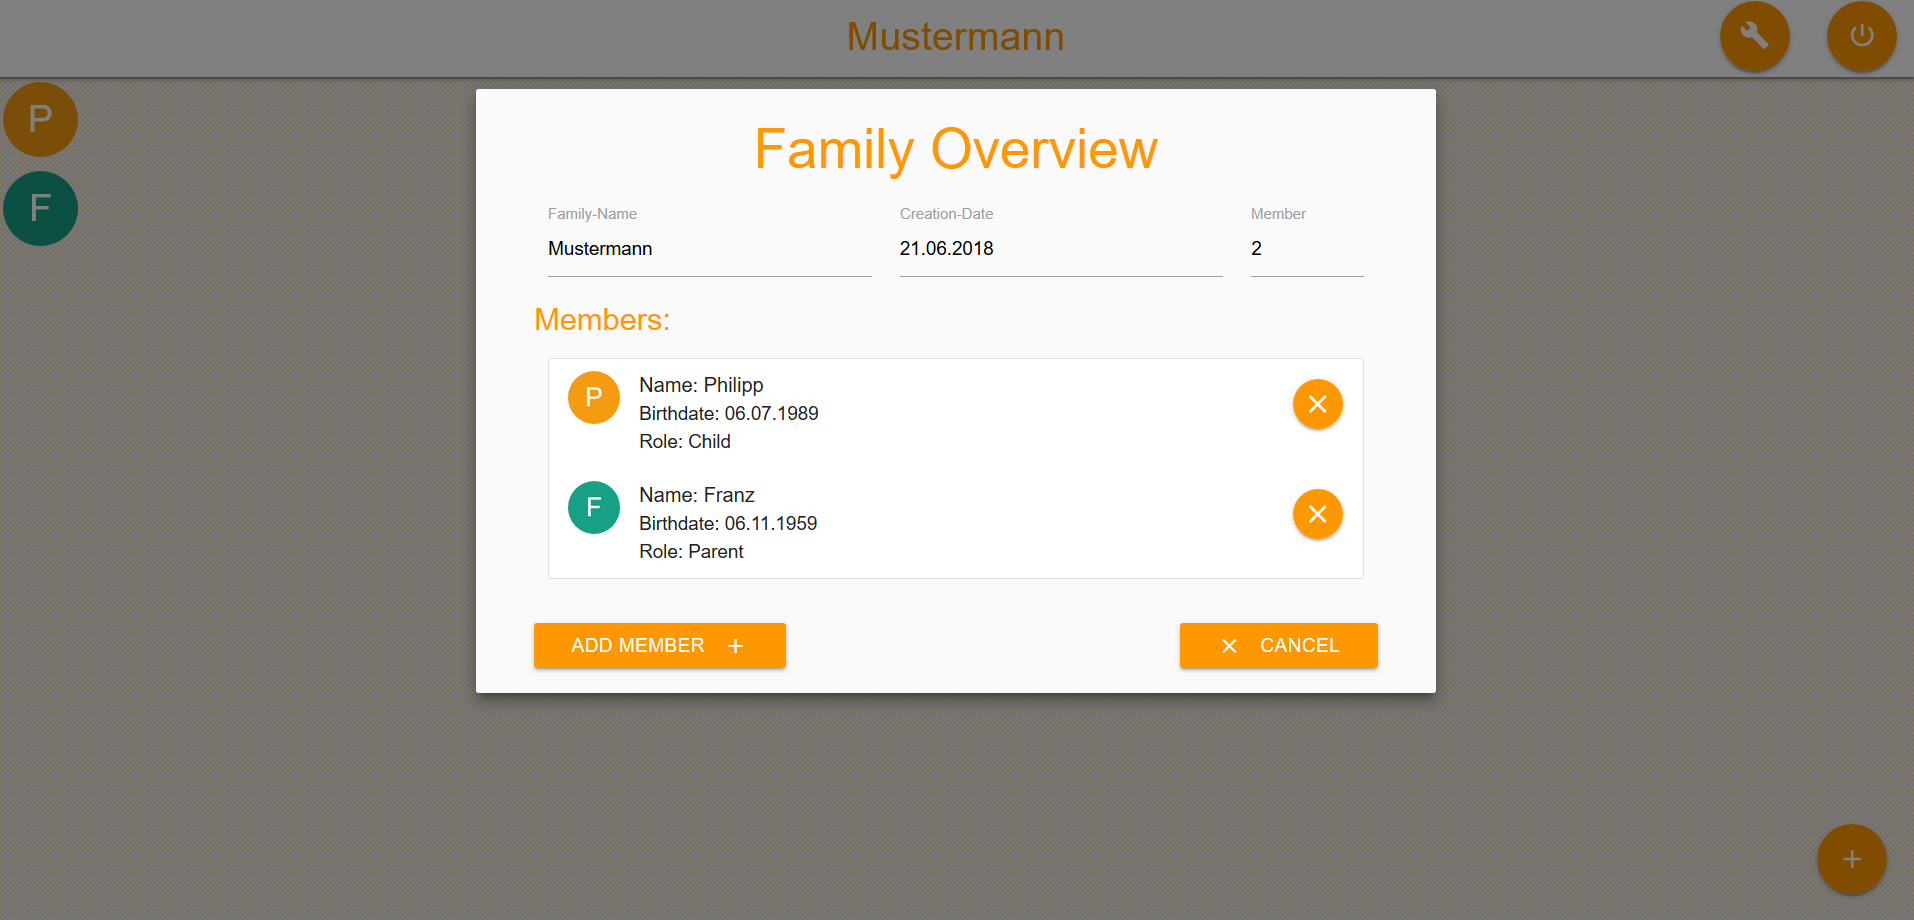 Mustermann
P
F
Family Overview
Family-Name
Creation-Date
Member
Mustermann
21.06.2018
2
Members:
P
Name: Philipp
Birthdate: 06.07.1989
Role: Child
F
Name: Franz
Birthdate: 06.11.1959
Role: Parent
ADD MEMBER
CANCEL